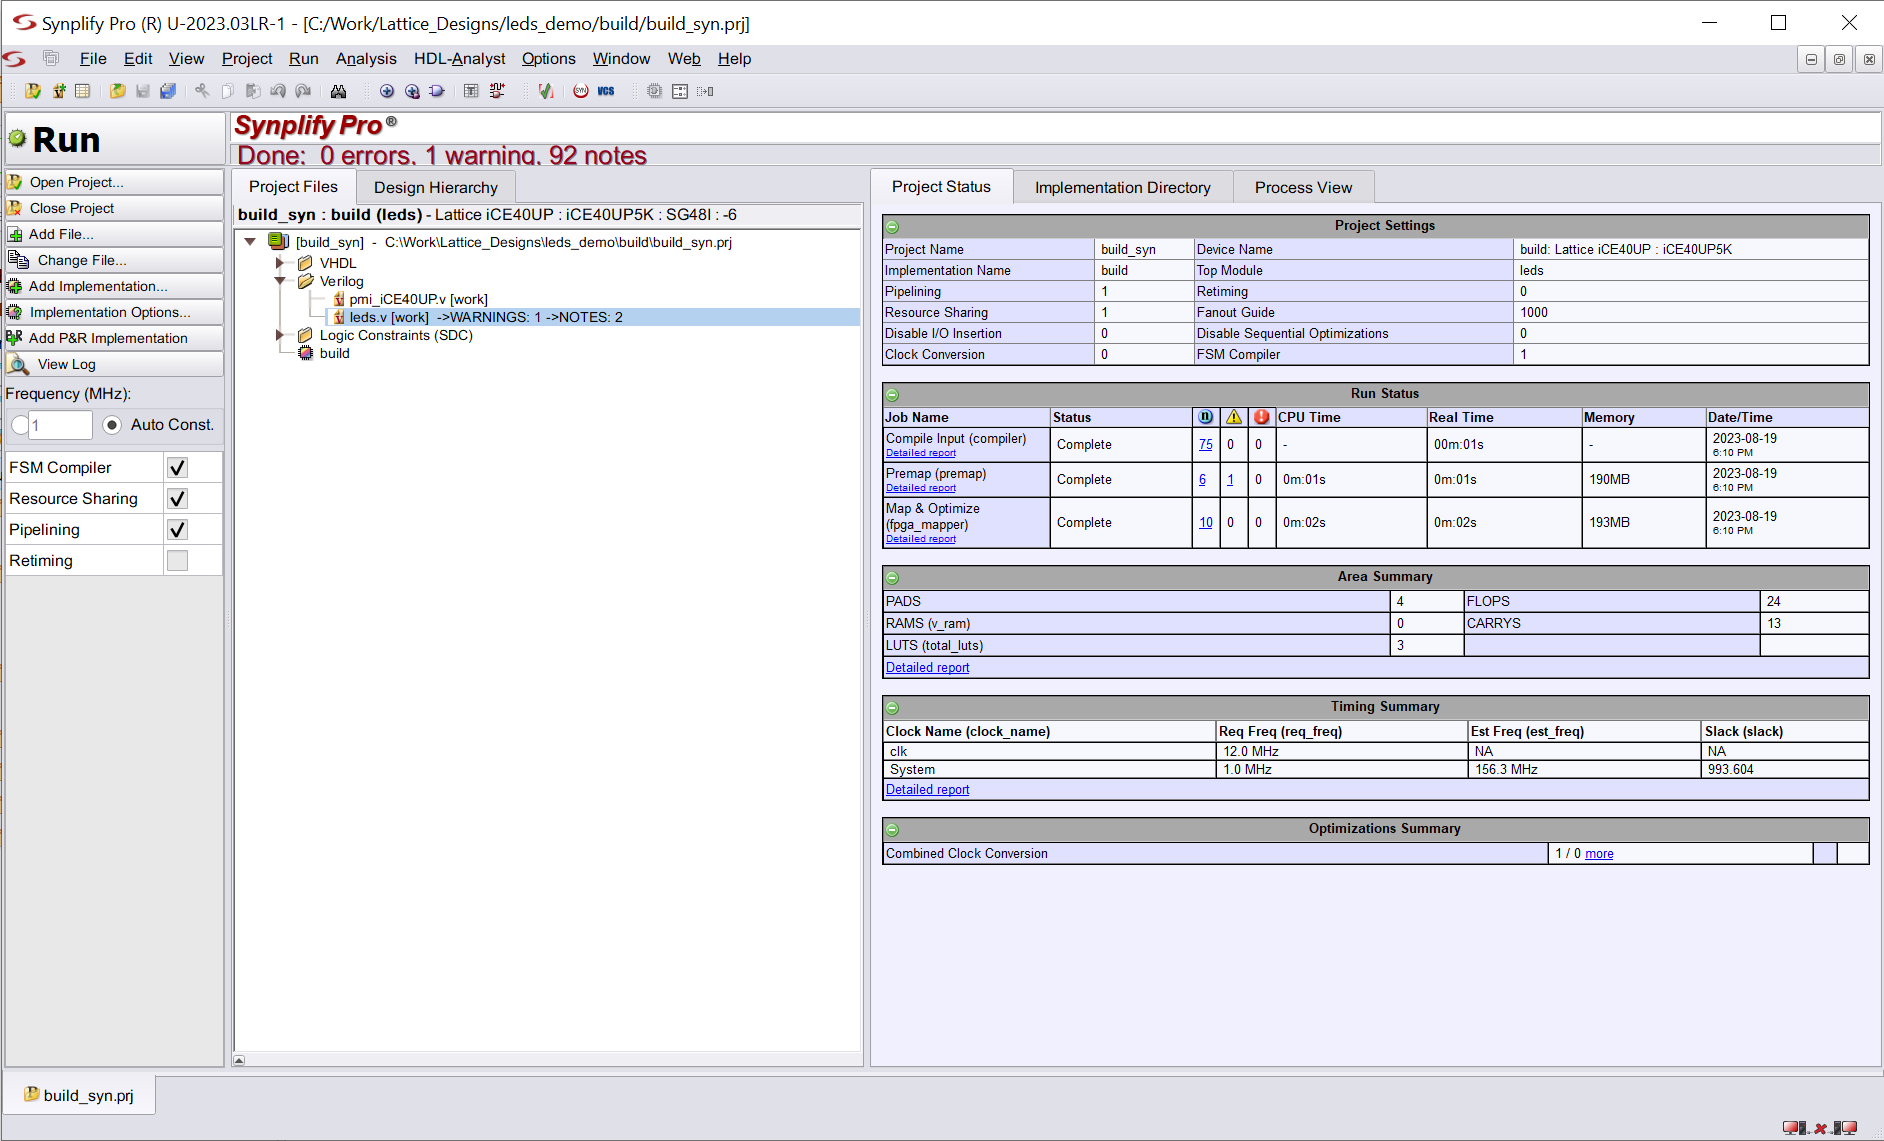 Synplify Pro (R) U-2023.03LR-1 - [C:/Work/Lattice_Designs/leds_demo/build/build_syn.prj]
File Edit View Project Run Analysis HDL-Analyst Options Window Web Help
SYN VCS
Run
Synplify Pro ®
Done: 0 errors, 1 warning, 92 notes
Open Project...
Close Project
Add File...
Change File...
Add Implementation...
Implementation Options...
Add P&R Implementation
View Log
Frequency (MHz):
1 Auto Const.
FSM Compiler
Resource Sharing
Pipelining
Retiming
Project Files Design Hierarchy
build_syn : build (leds) - Lattice iCE40UP : iCE40UP5K : SG48I : -6
[build_syn] - C:\Work\Lattice_Designs\leds_demo\build\build_syn.prj
VHDL
Verilog
pmi_iCE40UP.v [work]
leds.v [work] ->WARNINGS: 1 ->NOTES: 2
Logic Constraints (SDC)
build
Project Status Implementation Directory Process View
Project Settings
Project Name build_syn Device Name build: Lattice iCE40UP : iCE40UP5K
Implementation Name build Top Module leds
Pipelining 1 Retiming 0
Resource Sharing 1 Fanout Guide 1000
Disable I/O Insertion 0 Disable Sequential Optimizations 0
Clock Conversion 0 FSM Compiler 1
Run Status
Job Name Status n CPU Time Real Time Memory Date/Time
Compile Input (compiler) Complete 75 0 0 - 00m:01s - 2023-08-19
Detailed report 6:10 PM
Premap (premap) Complete 6 1 0 0m:01s 0m:01s 190MB 2023-08-19
Detailed report 6:10 PM
Map & Optimize
(fpga_mapper) Complete 10 0 0 0m:02s 0m:02s 193MB 2023-08-19
Detailed report 6:10 PM
Area Summary
PADS 4 FLOPS 24
RAMS (v_ram) 0 CARRYS 13
LUTS (total_luts) 3
Detailed report
Timing Summary
Clock Name (clock_name) Req Freq (req_freq) Est Freq (est_freq) Slack (slack)
clk 12.0 MHz NA NA
System 1.0 MHz 156.3 MHz 993.604
Detailed report
Optimizations Summary
Combined Clock Conversion 1 / 0 more
build_syn.prj